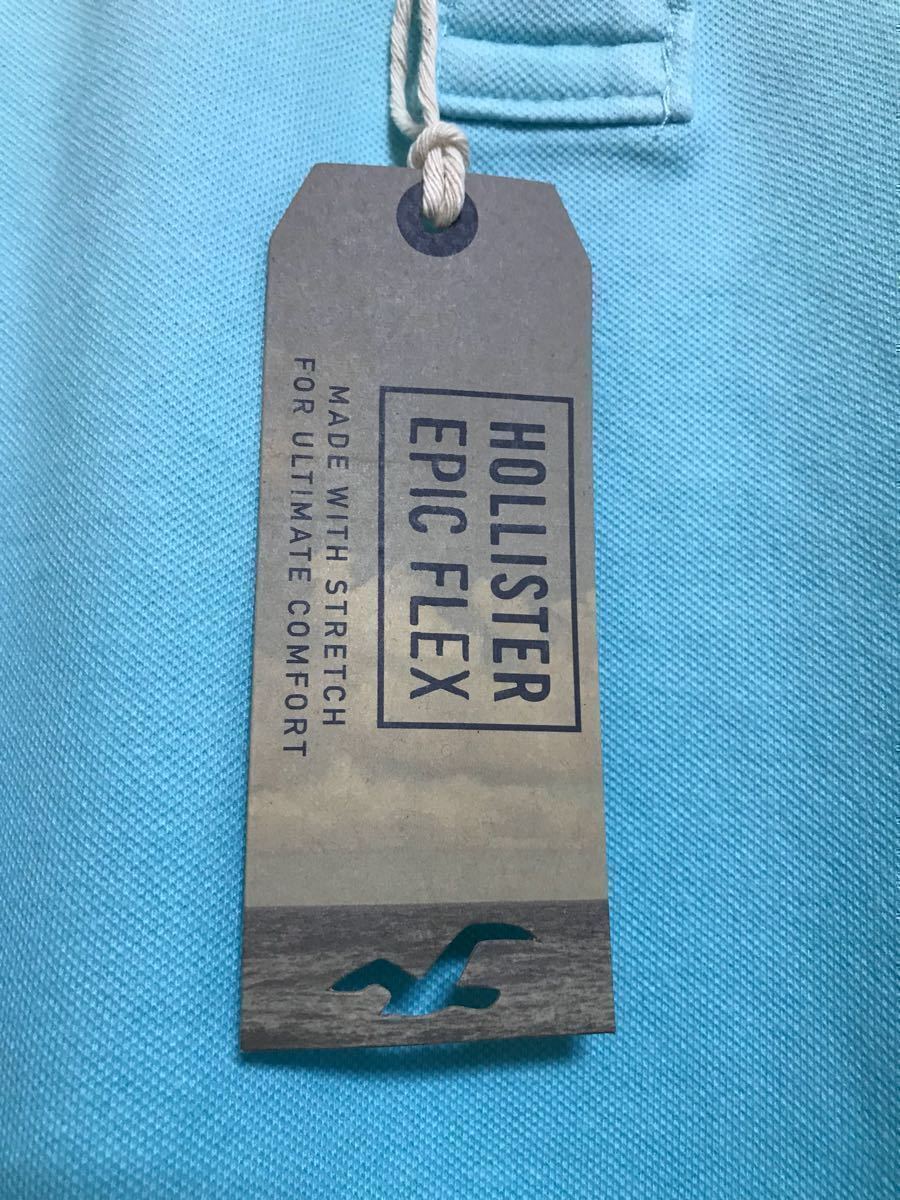 HOLLISTER
EPIC FLEX
MADE WITH STRETCH
FOR ULTIMATE COMFORT